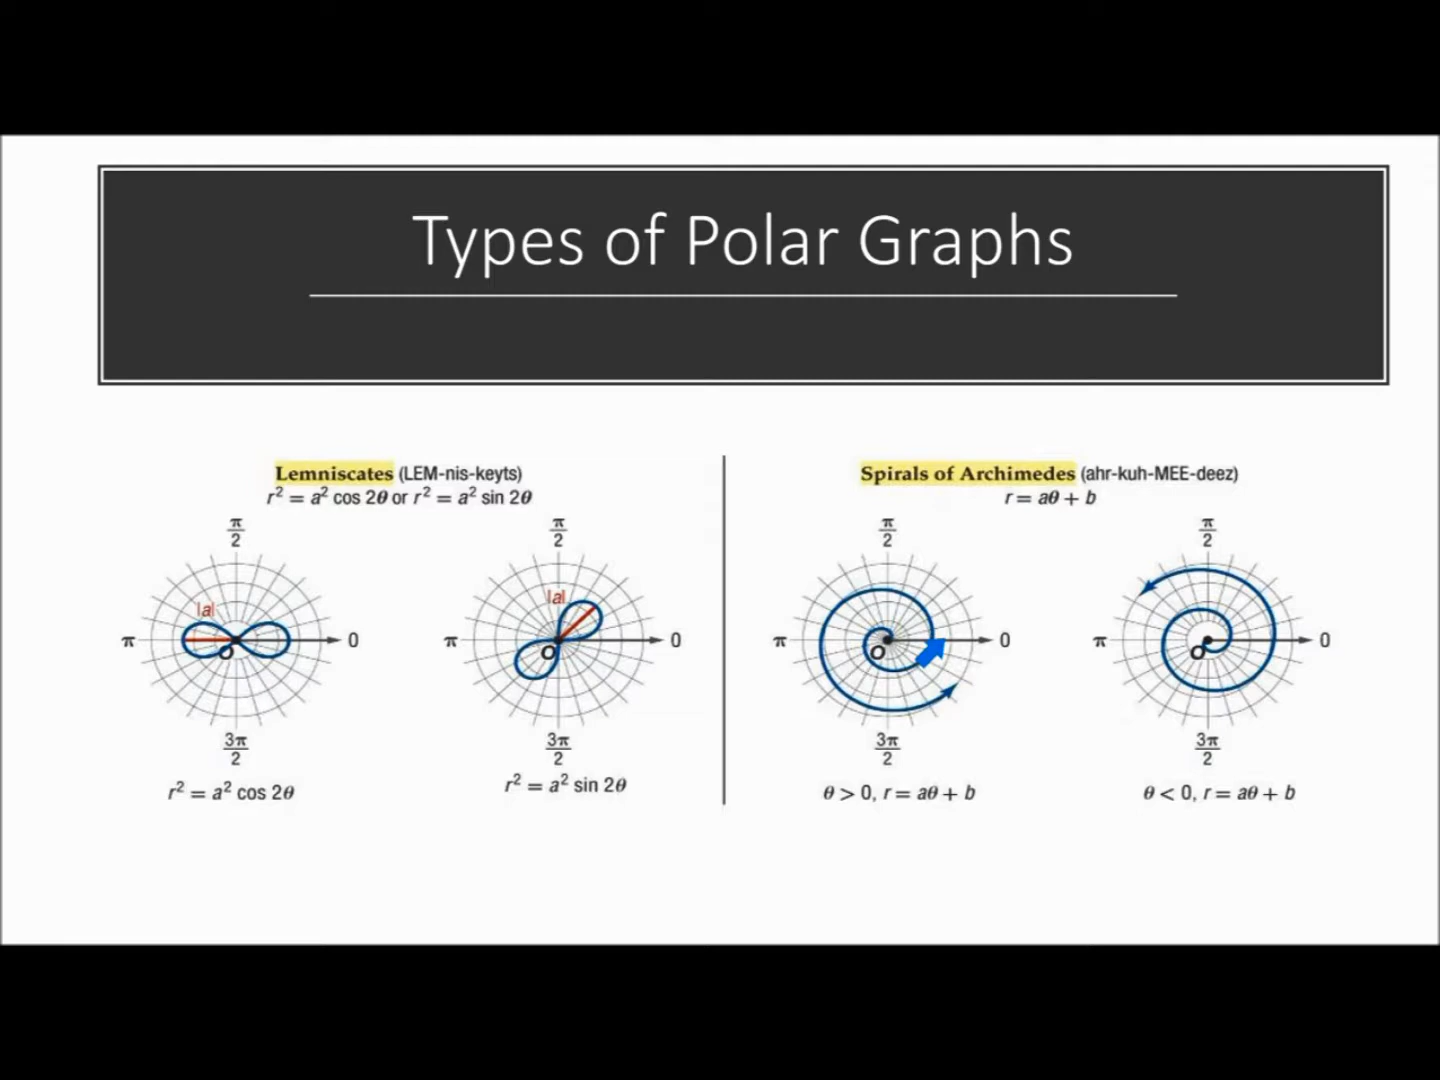 Types of Polar Graphs
Lemniscates (LEM-nis-keyts)
r² = a² cos 2θ or r² = a² sin 2θ
π/2
|a|
π
O
0
3π/2
r² = a² cos 2θ
π/2
|a|
π
O
0
3π/2
r² = a² sin 2θ
Spirals of Archimedes (ahr-kuh-MEE-deez)
r = aθ + b
π/2
π
O
0
3π/2
θ > 0, r = aθ + b
π/2
π
O
0
3π/2
θ < 0, r = aθ + b